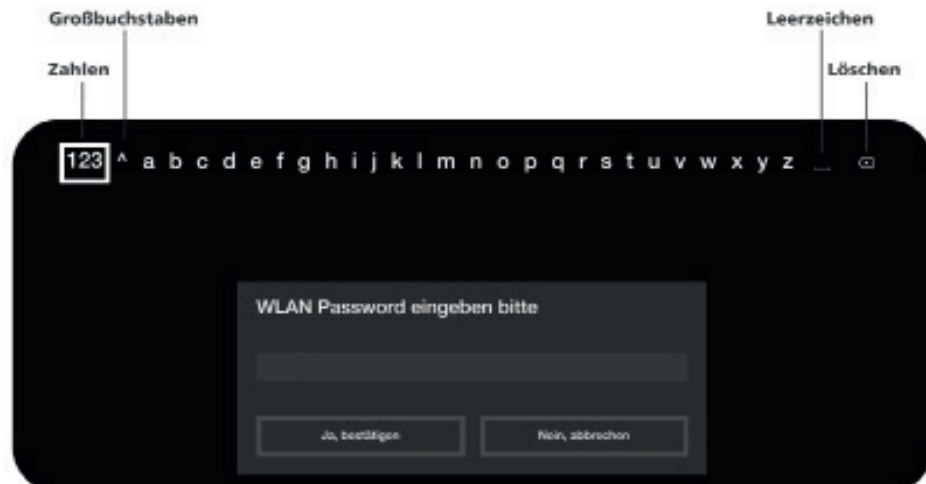 Großbuchstaben
Leerzeichen
Zahlen
Löschen
123 ^ a b c d e f g h i j k l m n o p q r s t u v w x y z ⎵ ⌫
WLAN Password eingeben bitte
Ja, bestätigen
Nein, abbrechen